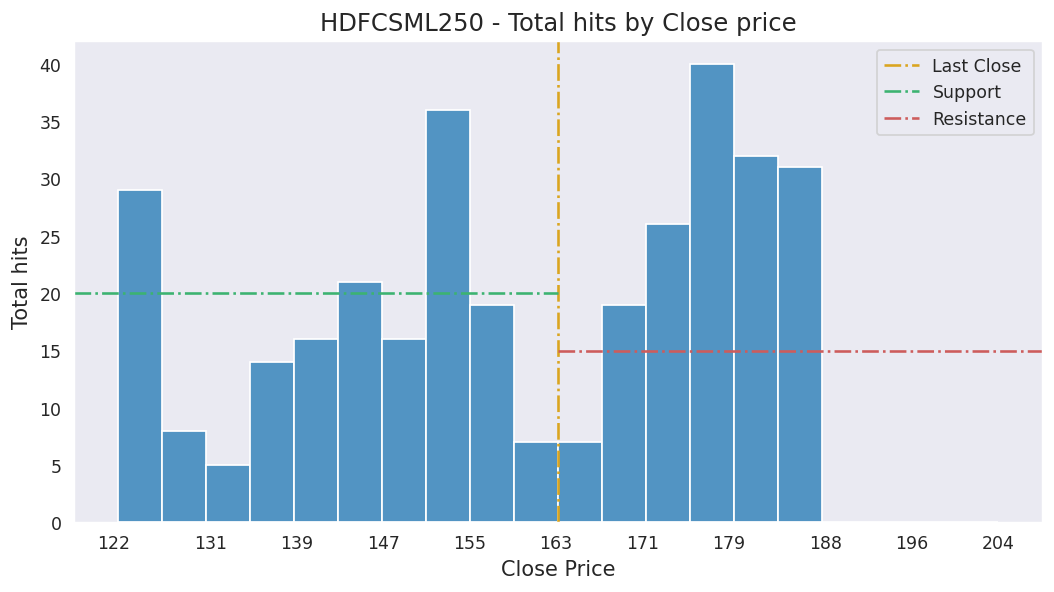 HDFCSML250 - Total hits by Close price
Last Close
Support
Resistance
Total hits
40
35
30
25
20
15
10
5
0
122 131 139 147 155 163 171 179 188 196 204
Close Price